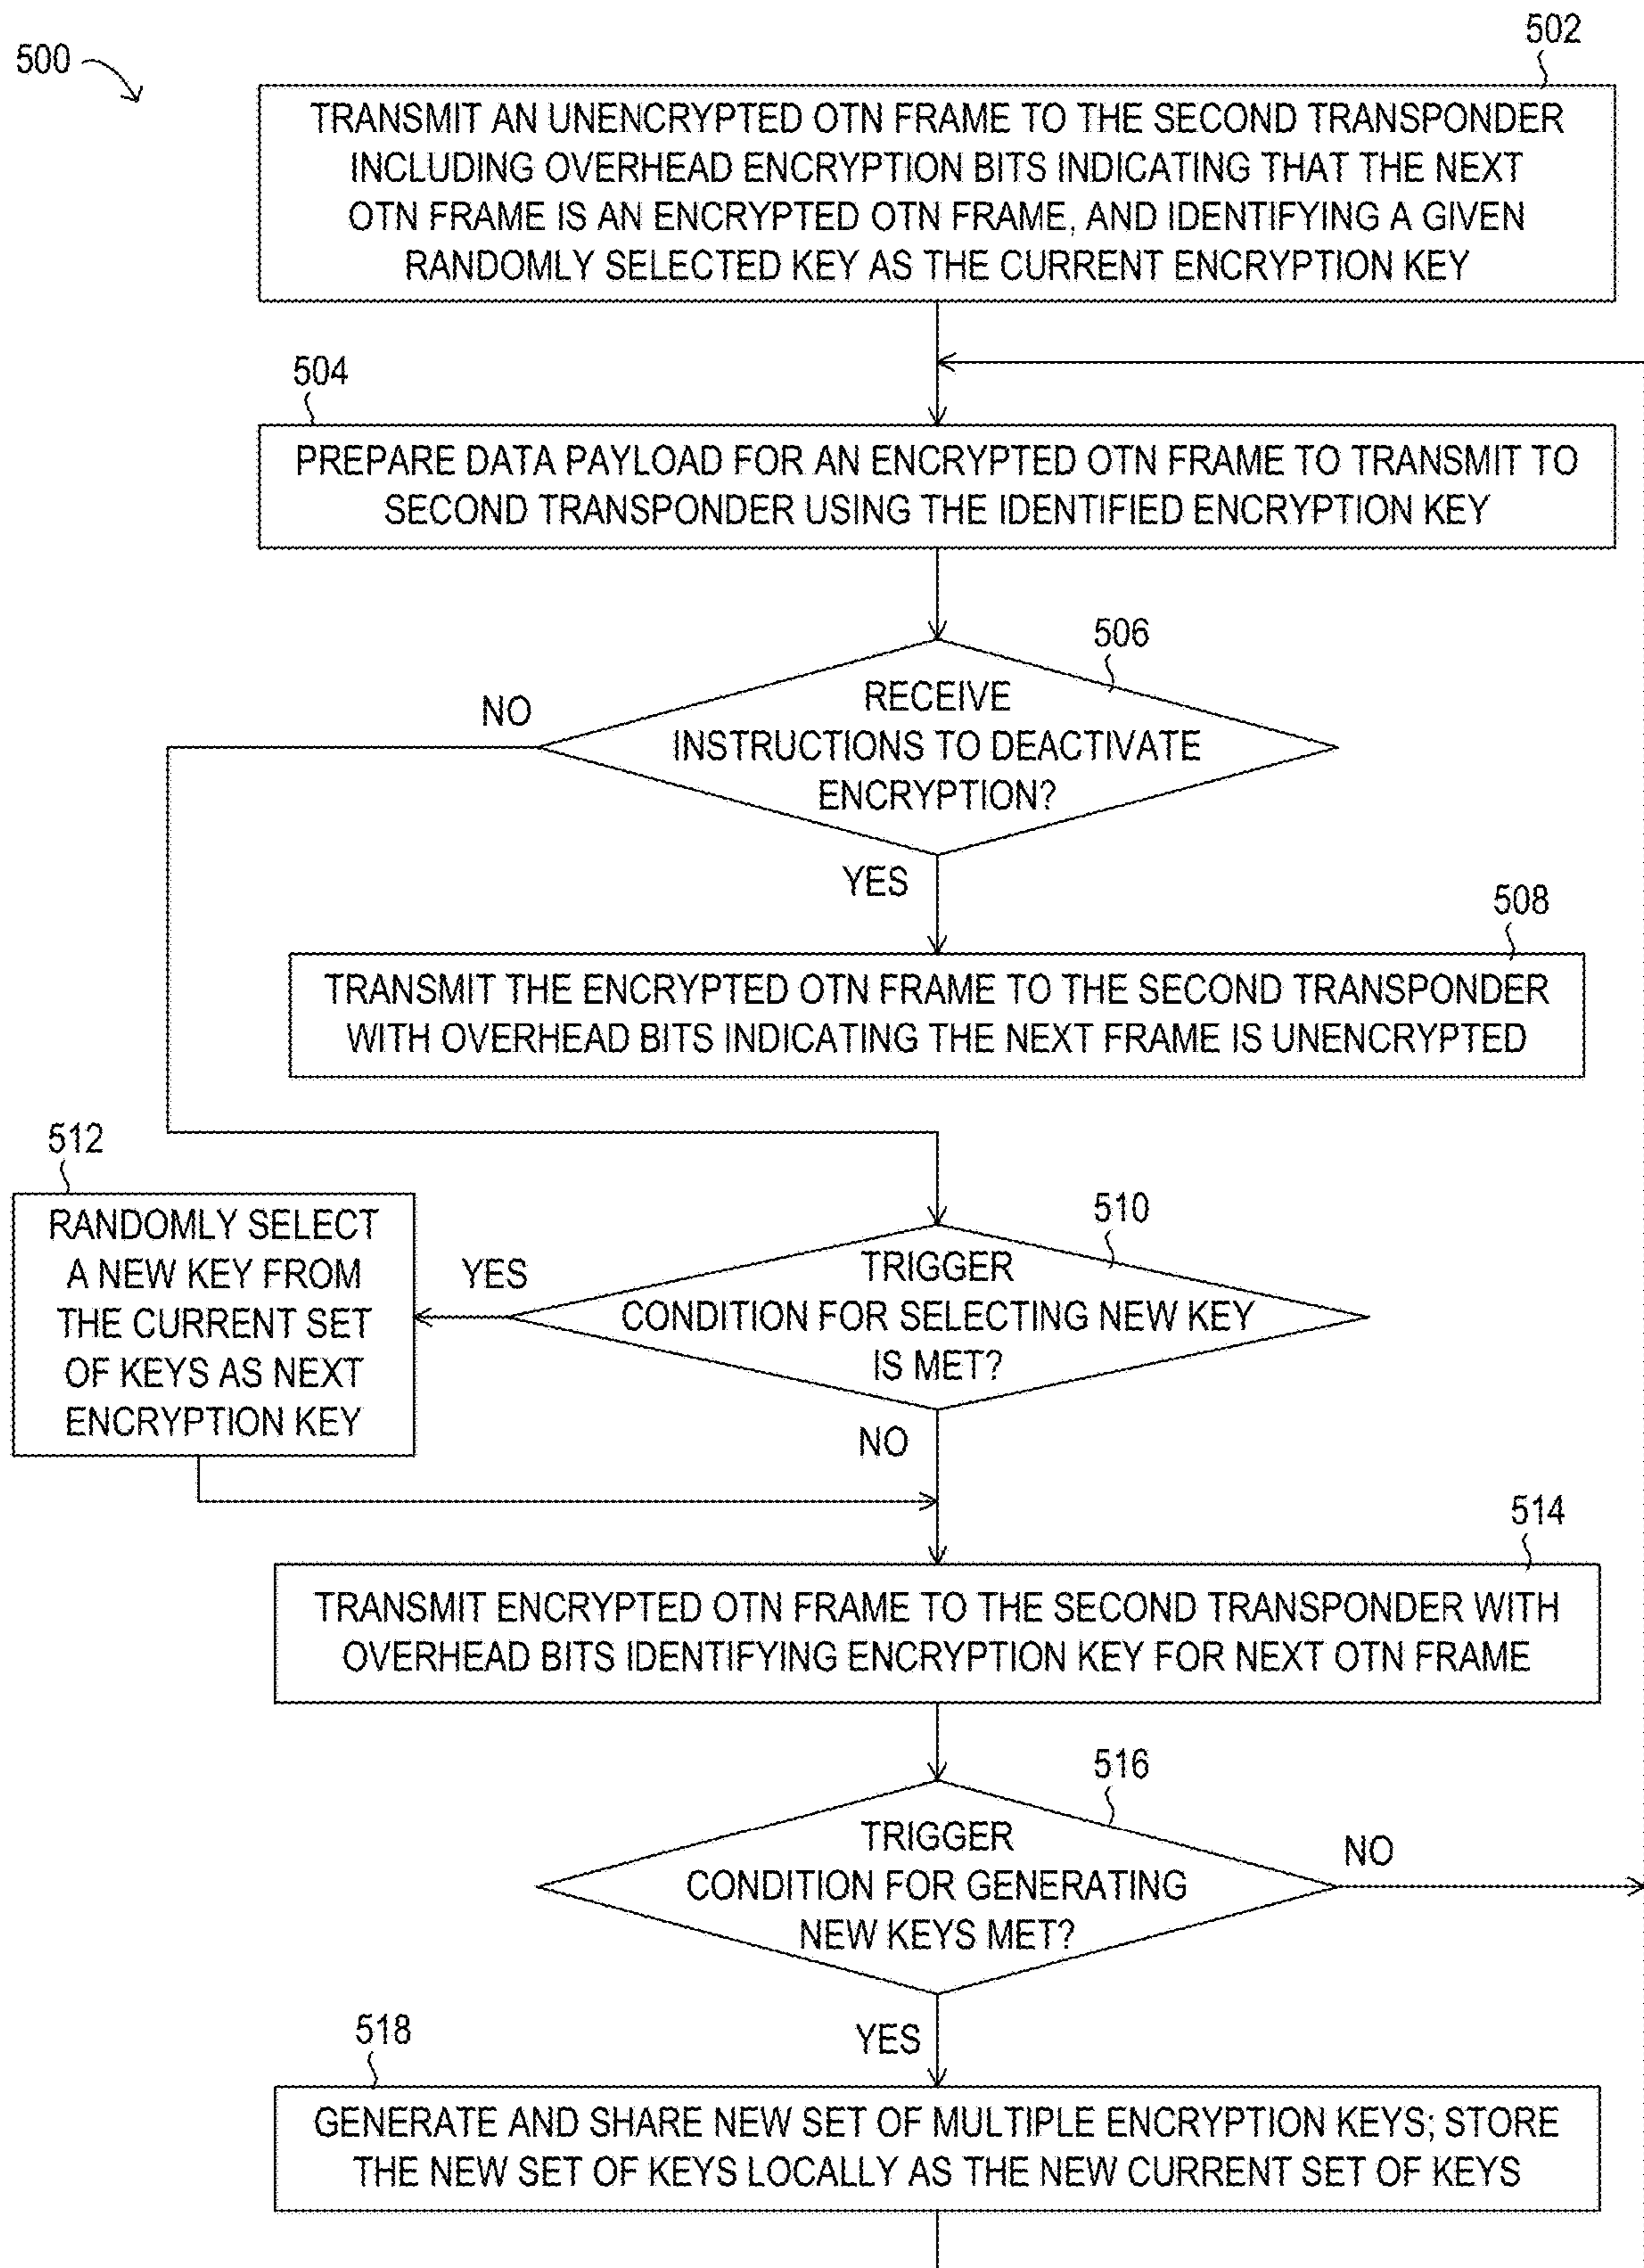 500
502
TRANSMIT AN UNENCRYPTED OTN FRAME TO THE SECOND TRANSPONDER
INCLUDING OVERHEAD ENCRYPTION BITS INDICATING THAT THE NEXT
OTN FRAME IS AN ENCRYPTED OTN FRAME, AND IDENTIFYING A GIVEN
RANDOMLY SELECTED KEY AS THE CURRENT ENCRYPTION KEY
504
PREPARE DATA PAYLOAD FOR AN ENCRYPTED OTN FRAME TO TRANSMIT TO
SECOND TRANSPONDER USING THE IDENTIFIED ENCRYPTION KEY
506
RECEIVE
INSTRUCTIONS TO DEACTIVATE
ENCRYPTION?
NO
YES
508
TRANSMIT THE ENCRYPTED OTN FRAME TO THE SECOND TRANSPONDER
WITH OVERHEAD BITS INDICATING THE NEXT FRAME IS UNENCRYPTED
510
TRIGGER
CONDITION FOR SELECTING NEW KEY
IS MET?
YES
NO
512
RANDOMLY SELECT
A NEW KEY FROM
THE CURRENT SET
OF KEYS AS NEXT
ENCRYPTION KEY
514
TRANSMIT ENCRYPTED OTN FRAME TO THE SECOND TRANSPONDER WITH
OVERHEAD BITS IDENTIFYING ENCRYPTION KEY FOR NEXT OTN FRAME
516
TRIGGER
CONDITION FOR GENERATING
NEW KEYS MET?
NO
YES
518
GENERATE AND SHARE NEW SET OF MULTIPLE ENCRYPTION KEYS; STORE
THE NEW SET OF KEYS LOCALLY AS THE NEW CURRENT SET OF KEYS